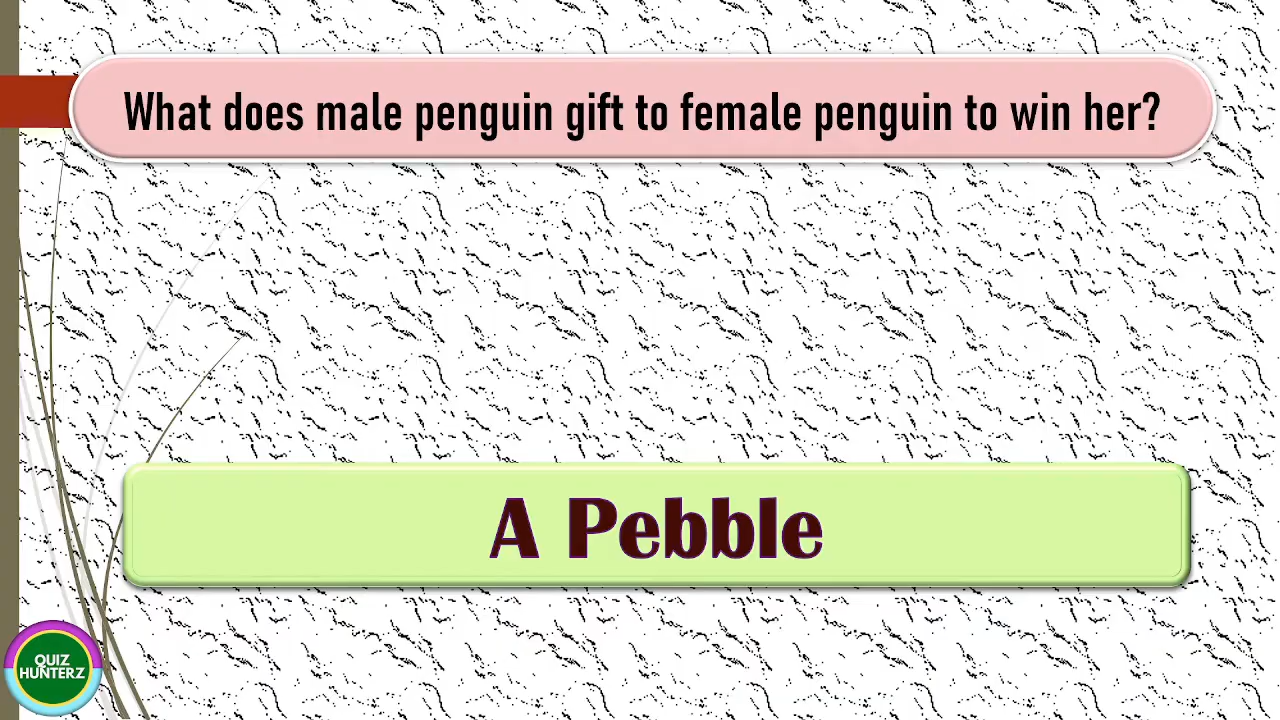 What does male penguin gift to female penguin to win her?
A Pebble
QUIZ
HUNTERZ